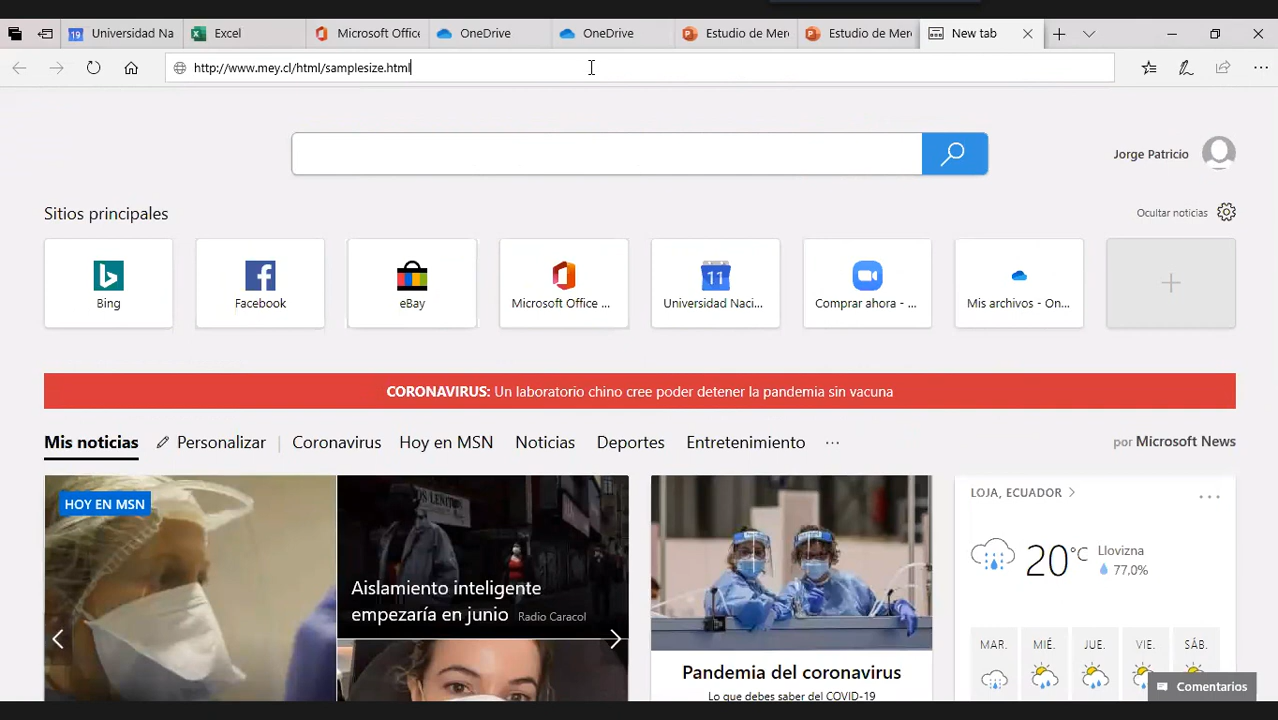 Universidad Na
Excel
Microsoft Office
OneDrive
OneDrive
Estudio de Mer
Estudio de Mer
New tab
http://www.mey.cl/html/samplesize.html
Jorge Patricio
Sitios principales
Ocultar noticias
Bing
Facebook
eBay
Microsoft Office ...
11
Universidad Naci...
Comprar ahora - ...
Mis archivos - On...
CORONAVIRUS: Un laboratorio chino cree poder detener la pandemia sin vacuna
Mis noticias
Personalizar
Coronavirus
Hoy en MSN
Noticias
Deportes
Entretenimiento
por Microsoft News
HOY EN MSN
Aislamiento inteligente
empezaría en junio Radio Caracol
Pandemia del coronavirus
Lo que debes saber del COVID-19
LOJA, ECUADOR
20°C
Llovizna
77.0%
MAR.
MIÉ.
JUE.
VIE.
SÁB.
Comentarios